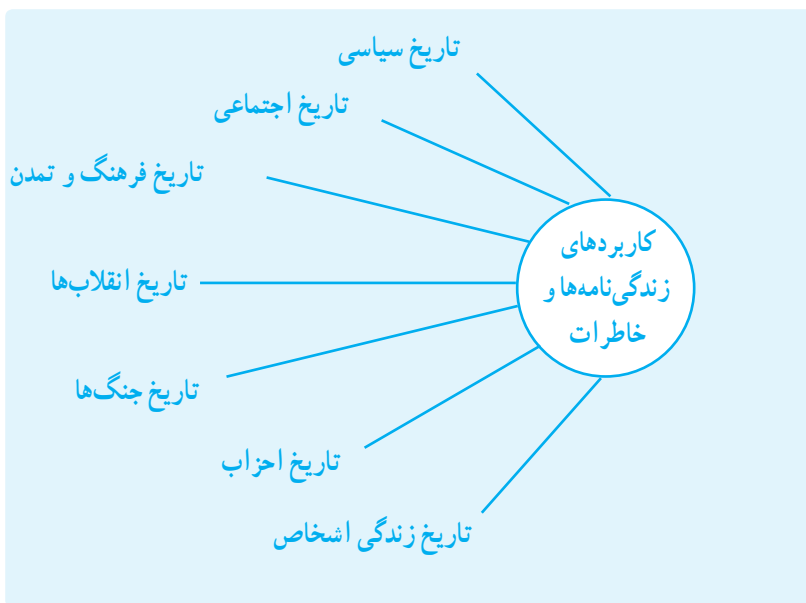 تاریخ سیاسی
تاریخ اجتماعی
تاریخ فرهنگ و تمدن
کاربردهای
زندگی‌نامه‌ها و
خاطرات
تاریخ انقلاب‌ها
تاریخ جنگ‌ها
تاریخ احزاب
تاریخ زندگی اشخاص